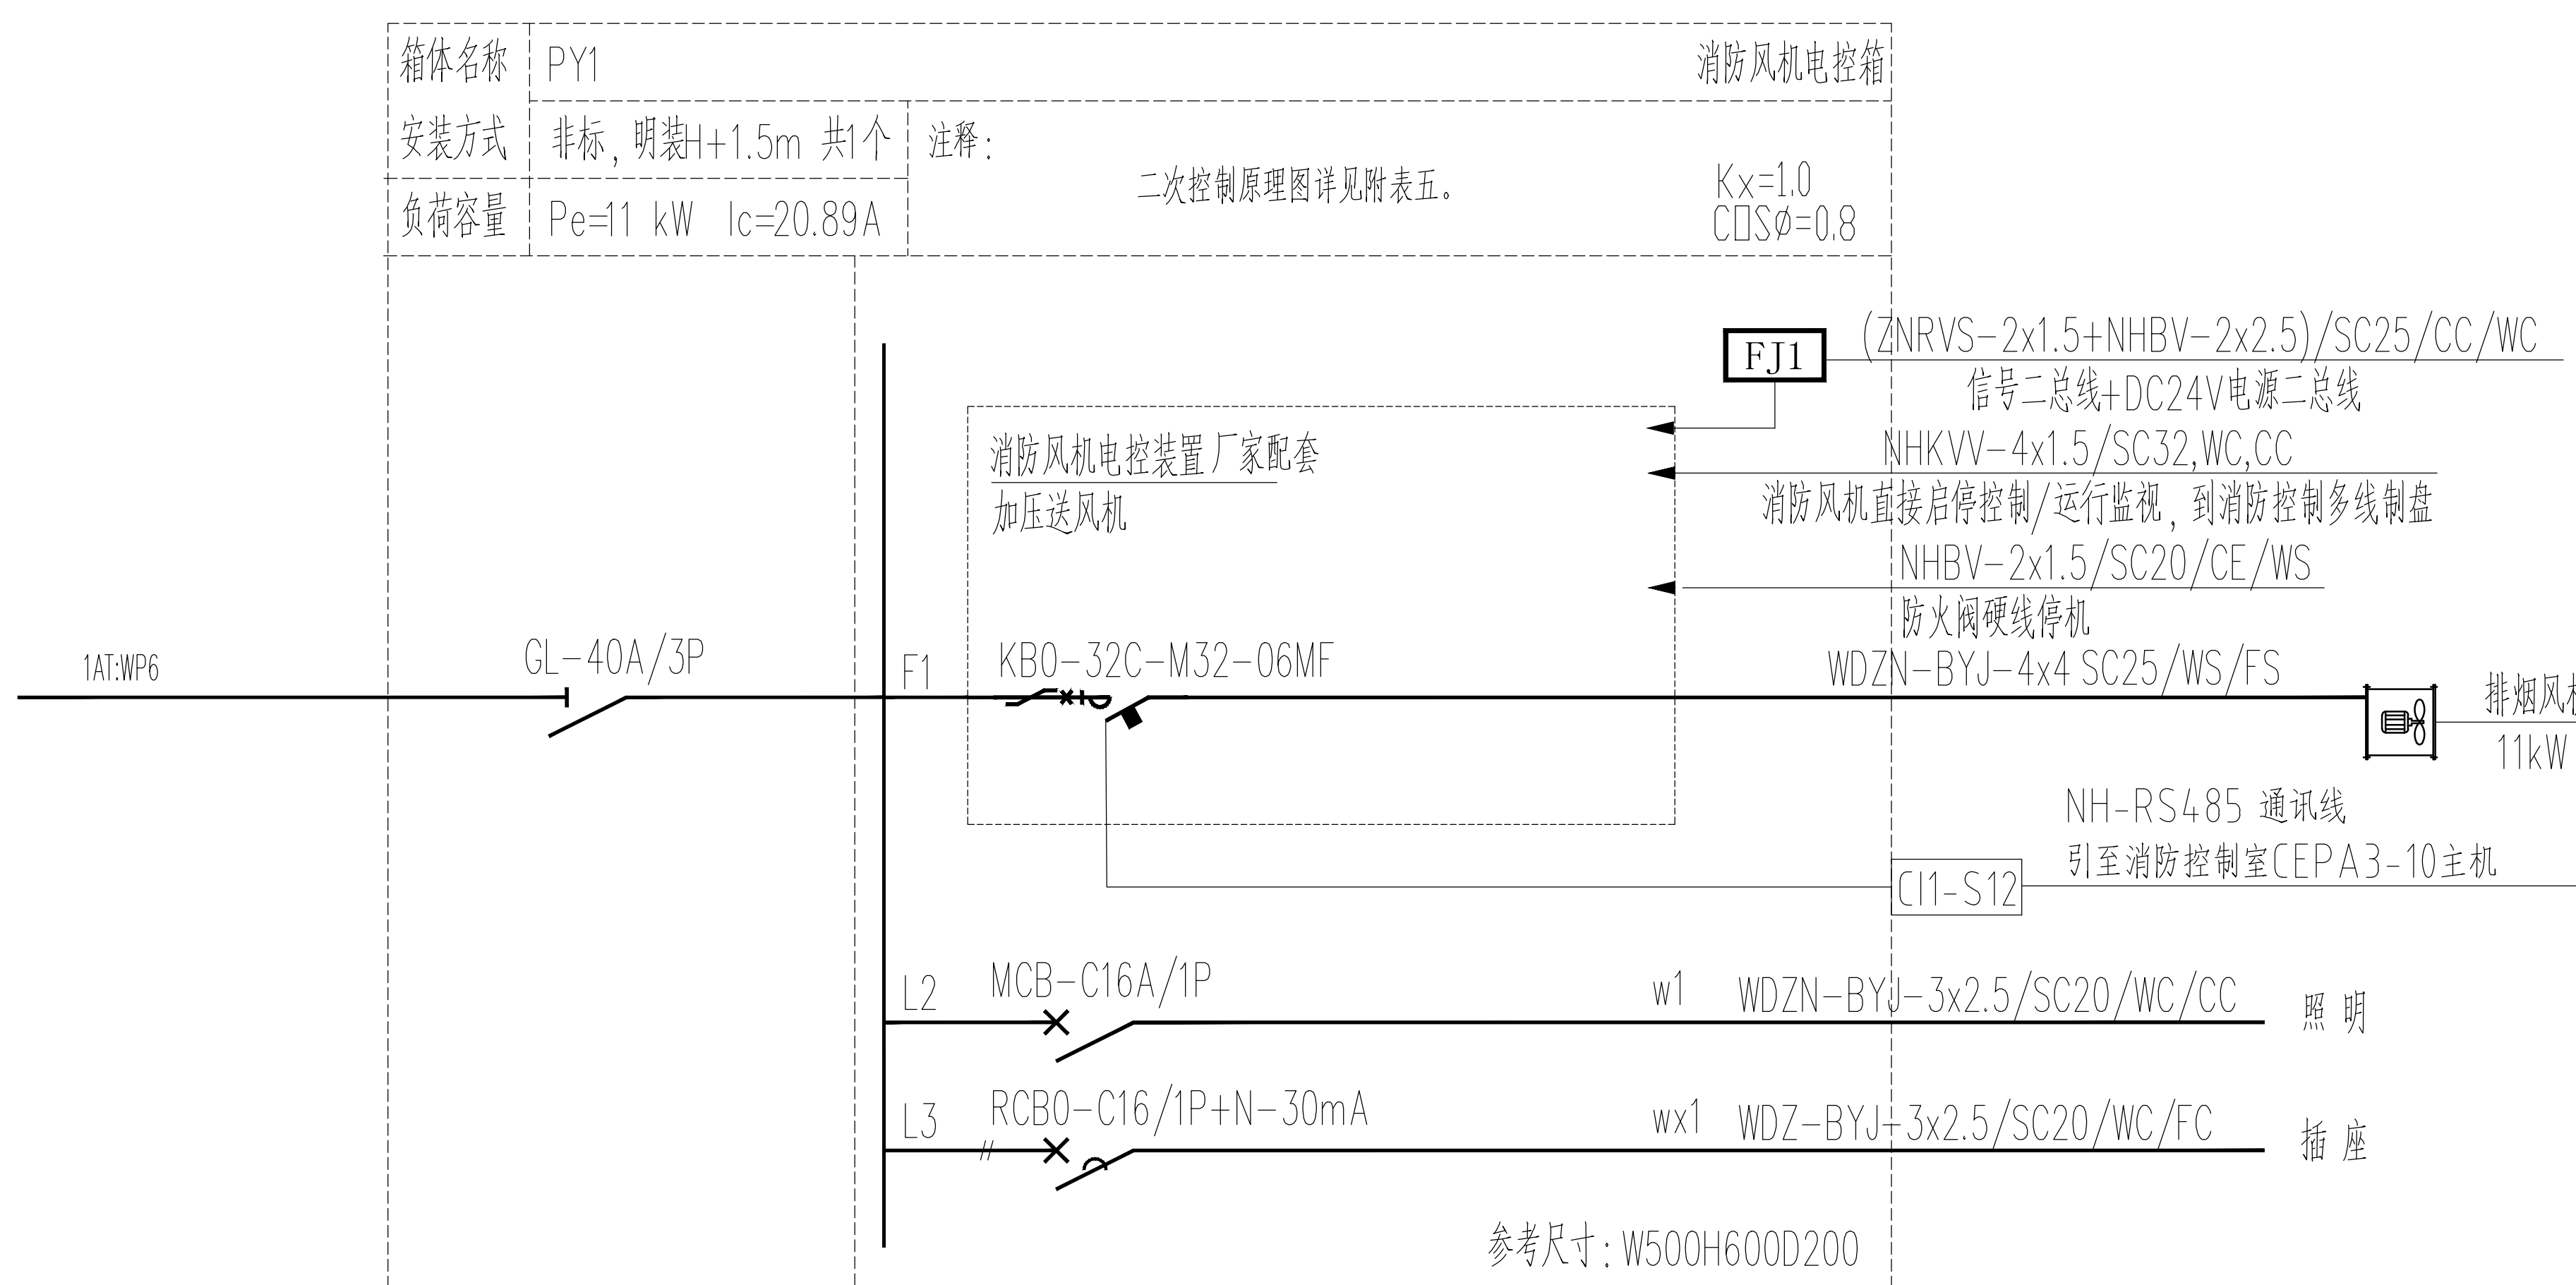 箱体名称 PY1 消防风机电控箱
安装方式 非标, 明装H+1.5m 共1个 注释:
二次控制原理图详见附表五。 Kx=1.0
负荷容量 Pe=11 kW Ic=20.89A COSø=0.8
FJ1 (ZNRVS-2x1.5+NHBV-2x2.5)/SC25/CC/WC
信号二总线+DC24V电源二总线
消防风机电控装置厂家配套
加压送风机
NHKVV-4x1.5/SC32,WC,CC
消防风机直接启停控制/运行监视, 到消防控制多线制盘
NHBV-2x1.5/SC20/CE/WS
防火阀硬线停机
1AT:WP6 GL-40A/3P F1 KB0-32C-M32-06MF WDZN-BYJ-4x4 SC25/WS/FS
排烟风
11kW
NH-RS485 通讯线
引至消防控制室CEPA3-10主机
CI1-S12
L2 MCB-C16A/1P w1 WDZN-BYJ-3x2.5/SC20/WC/CC 照 明
L3 RCBO-C16/1P+N-30mA wx1 WDZ-BYJ-3x2.5/SC20/WC/FC 插 座
参考尺寸: W500H600D200